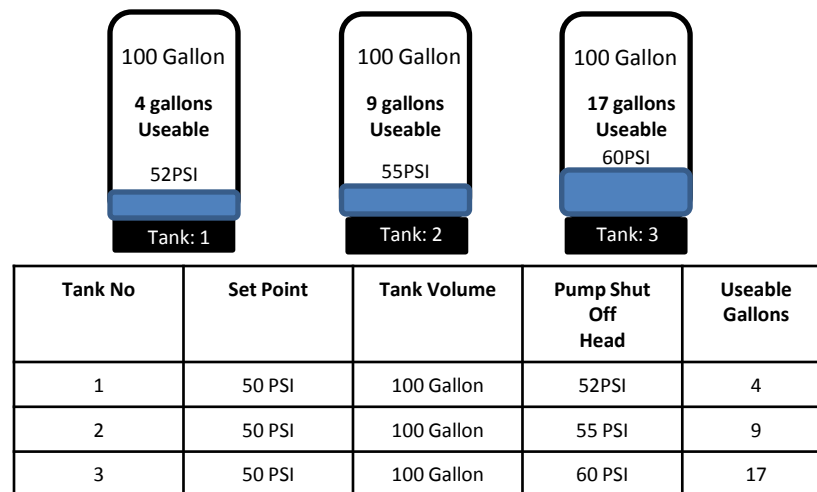 100 Gallon
4 gallons
Useable
52PSI
Tank: 1
100 Gallon
9 gallons
Useable
55PSI
Tank: 2
100 Gallon
17 gallons
Useable
60PSI
Tank: 3
Tank No Set Point Tank Volume Pump Shut Off Head Useable Gallons
1 50 PSI 100 Gallon 52PSI 4
2 50 PSI 100 Gallon 55 PSI 9
3 50 PSI 100 Gallon 60 PSI 17